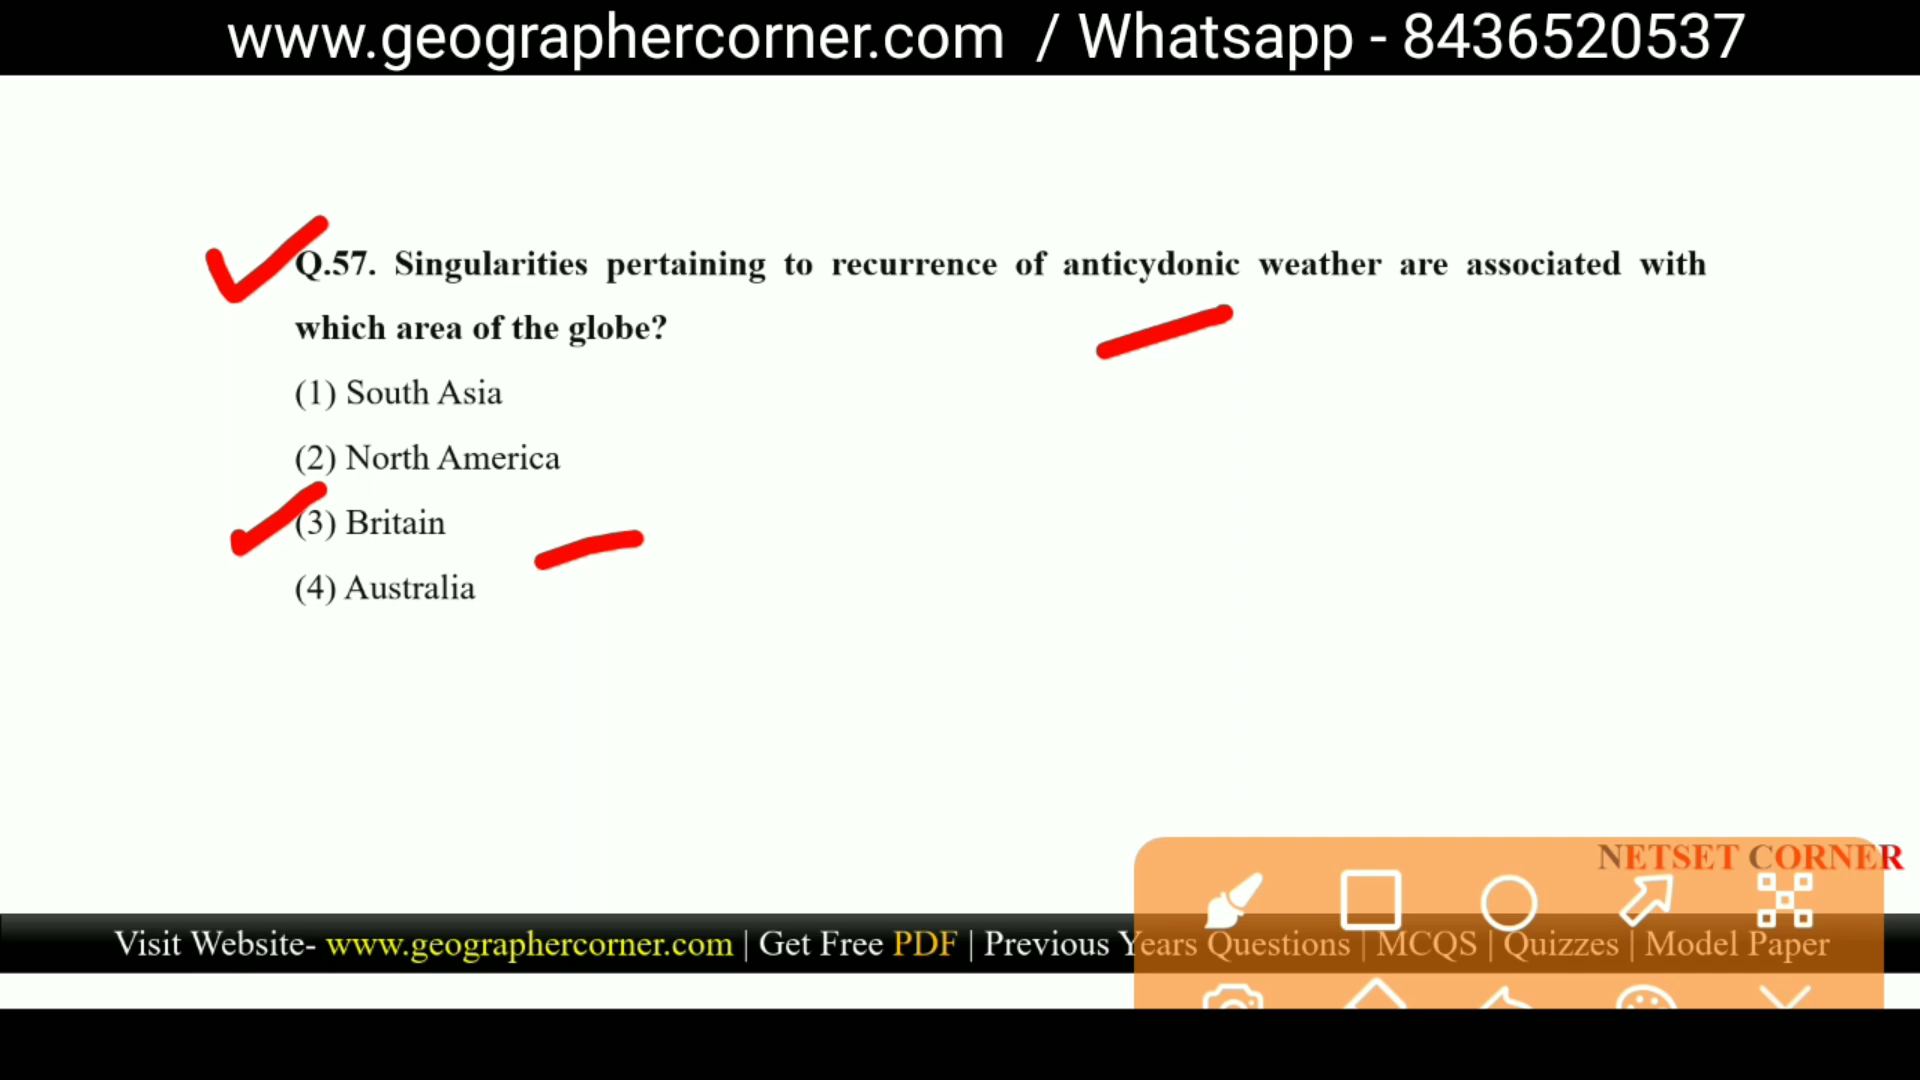 www.geographercorner.com / Whatsapp - 8436520537
Q.57. Singularities pertaining to recurrence of anticydonic weather are associated with
which area of the globe?
(1) South Asia
(2) North America
(3) Britain
(4) Australia
NETSET CORNER
Visit Website- www.geographercorner.com | Get Free PDF | Previous Years Questions | MCQS | Quizzes | Model Paper